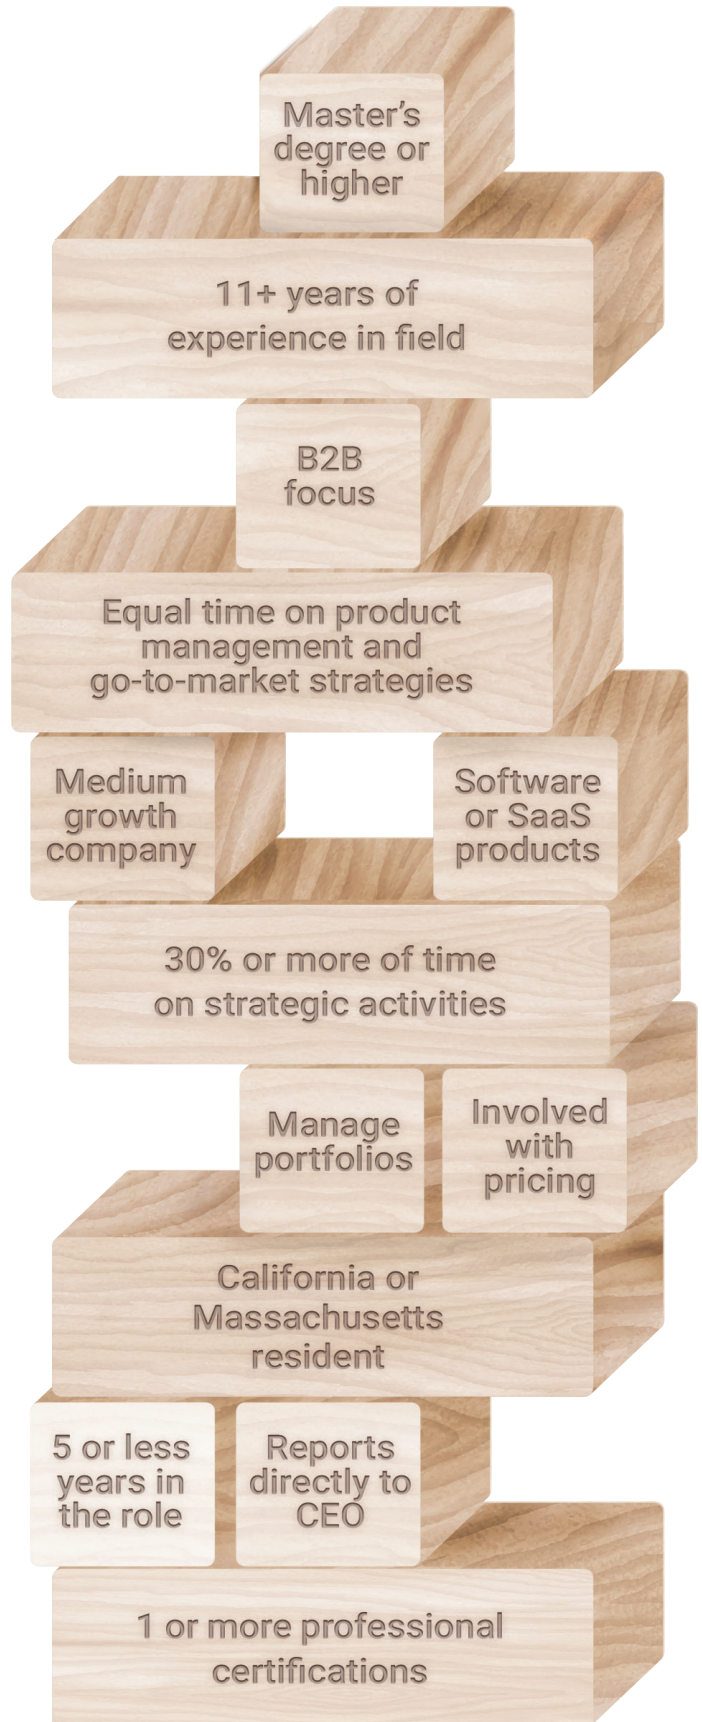 Master’s
degree or
higher
11+ years of
experience in field
B2B
focus
Equal time on product
management and
go-to-market strategies
Medium
growth
company
Software
or SaaS
products
30% or more of time
on strategic activities
Manage
portfolios
Involved
with
pricing
California or
Massachusetts
resident
5 or less
years in
the role
Reports
directly to
CEO
1 or more professional
certifications